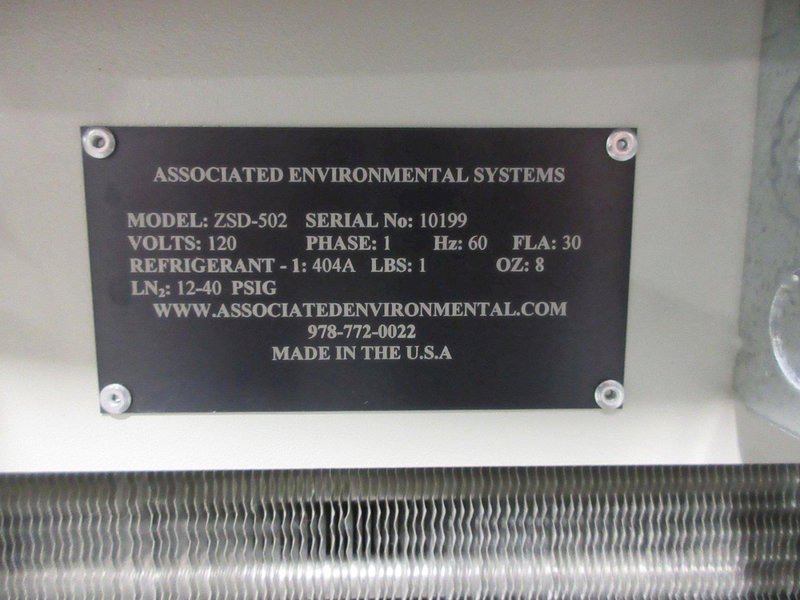 ASSOCIATED ENVIRONMENTAL SYSTEMS
MODEL: ZSD-502 SERIAL No: 10199
VOLTS: 120 PHASE: 1 Hz: 60 FLA: 30
REFRIGERANT - 1: 404A LBS: 1 OZ: 8
LN₂: 12-40 PSIG
WWW.ASSOCIATEDENVIRONMENTAL.COM
978-772-0022
MADE IN THE U.S.A